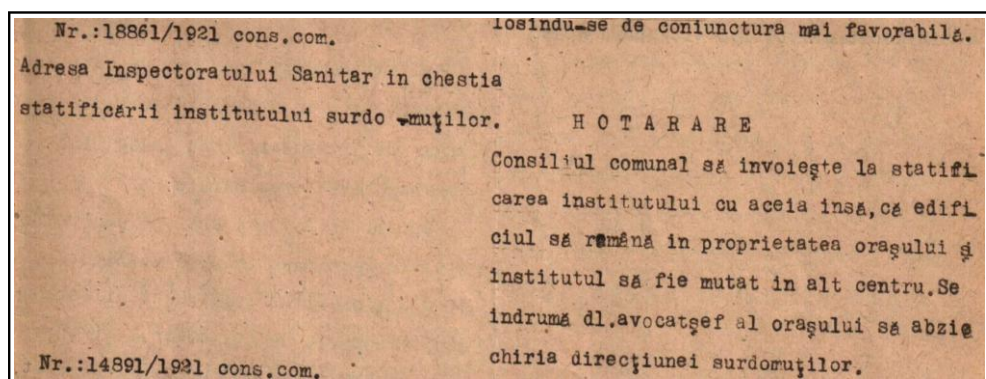 Nr.:18861/1921 cons.com.
Adresa Inspectoratului Sanitar in chestia
statificării institutului surdo-muţilor.
Nr.:14891/1921 cons.com.
losindu-se de coniunctura mai favorabilă.
H O T A R A R E
Consiliul comunal să invoieşte la statifi
carea institutului cu aceia insă,că edifi
ciul să rămână in proprietatea oraşului şi
institutul să fie mutat in alt centru.Se
indrumă dl.avocatşef al oraşului să abzie
chiria direcţiunei surdomuţilor.